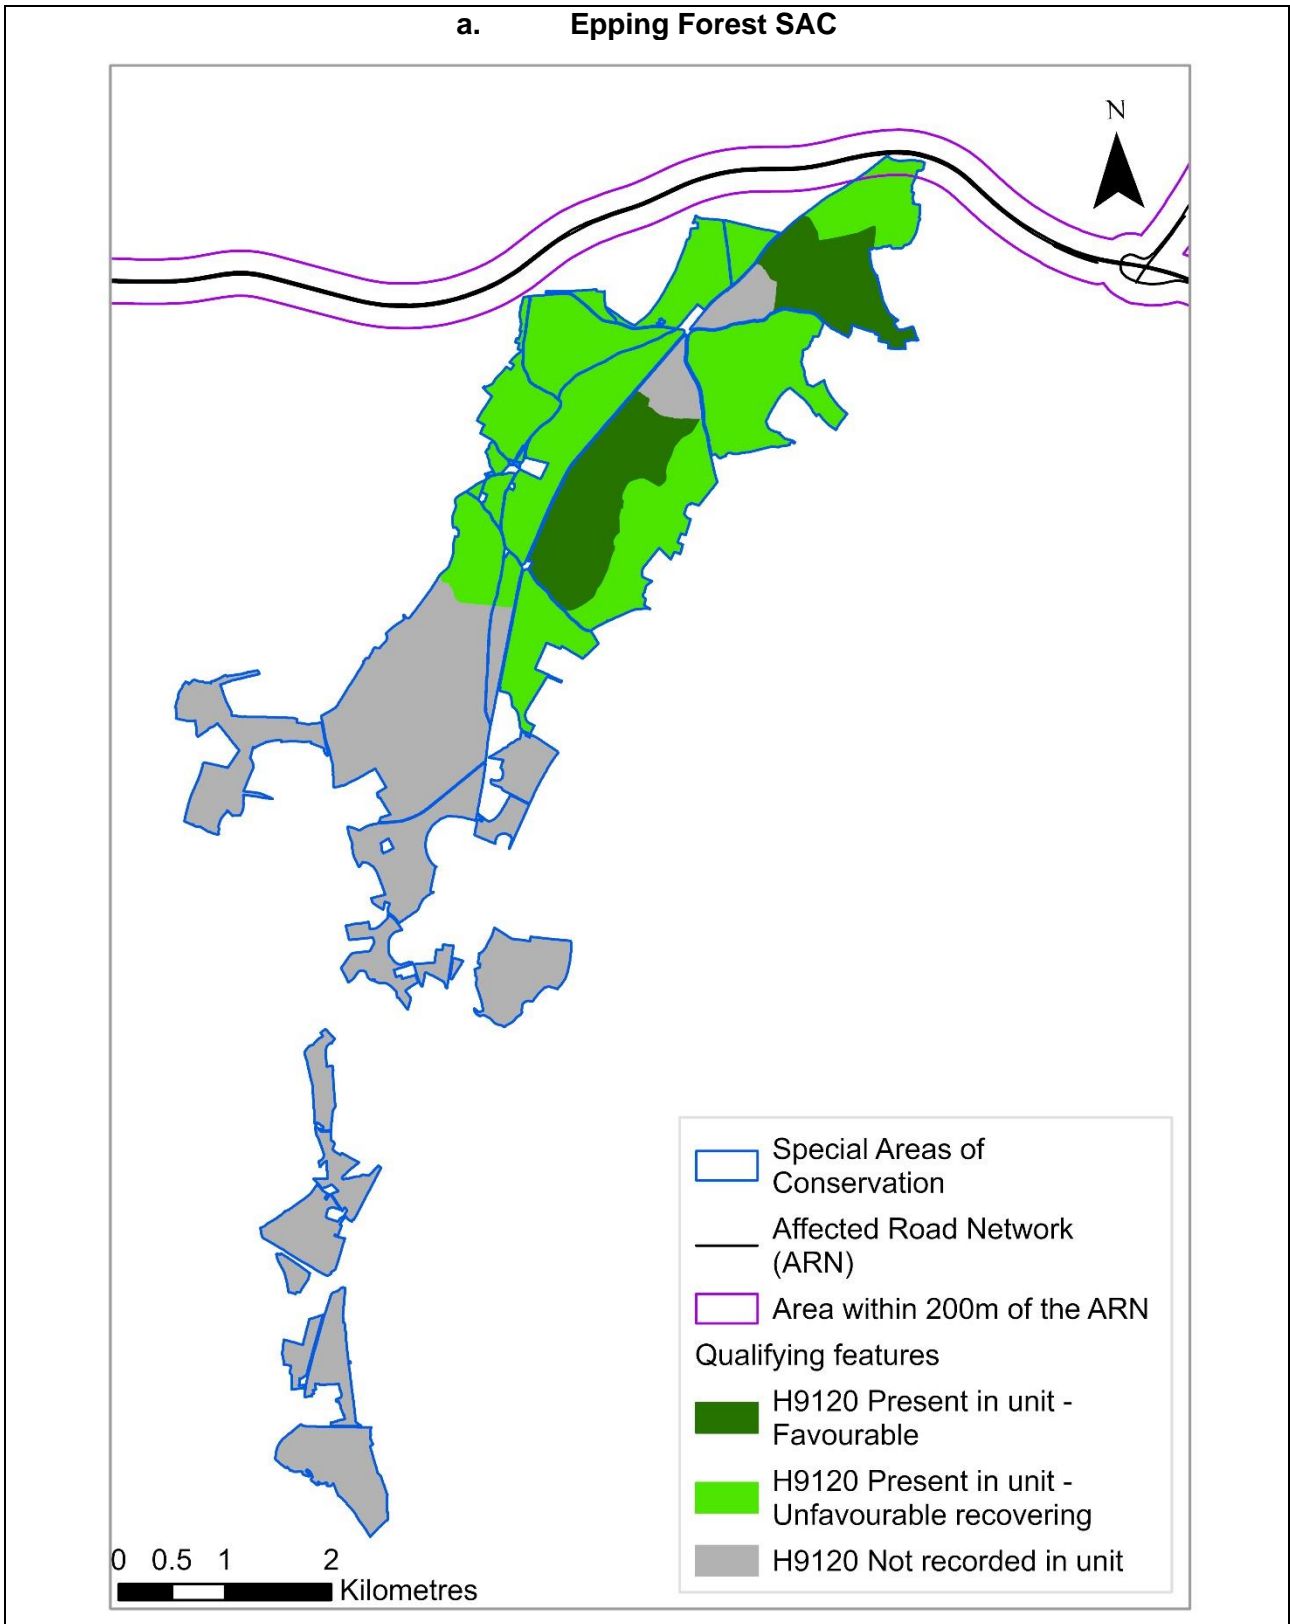 a. Epping Forest SAC
N
Special Areas of
Conservation
Affected Road Network
(ARN)
Area within 200m of the ARN
Qualifying features
H9120 Present in unit -
Favourable
H9120 Present in unit -
Unfavourable recovering
H9120 Not recorded in unit
0 0.5 1 2
Kilometres